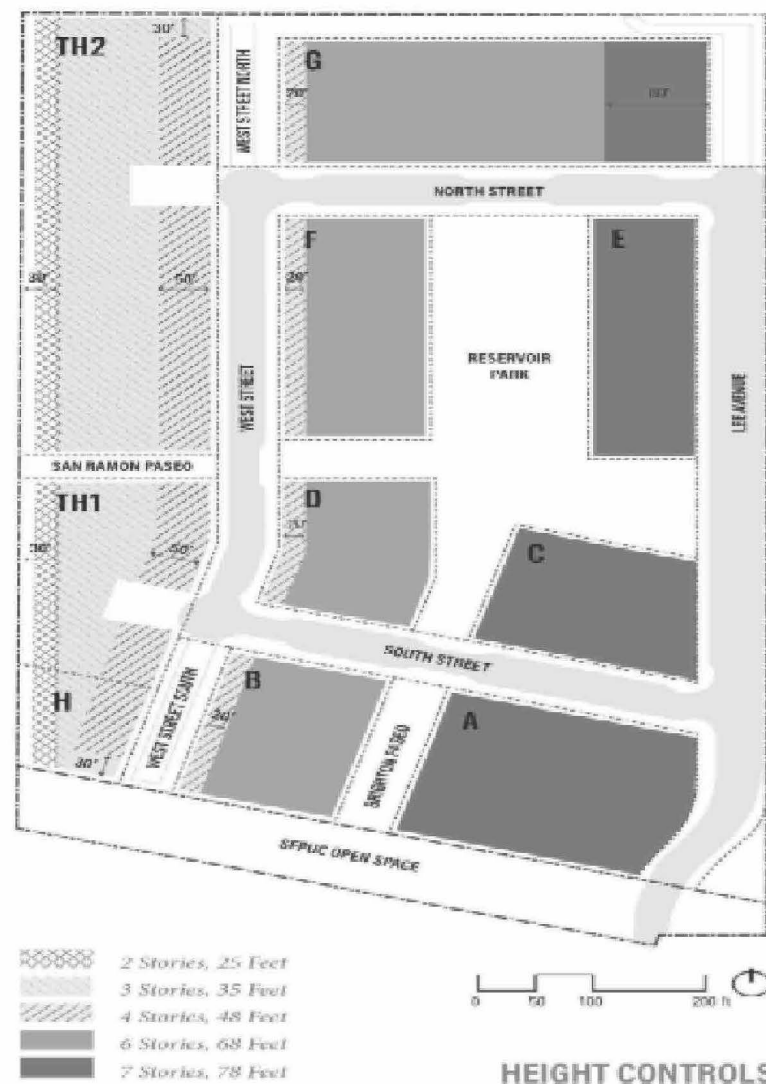 TH2
30'
WEST STREET NORTH
G
20'
NORTH STREET
F
E
30'
50'
20'
WEST STREET
RESERVOIR
PARK
LEE AVENUE
SAN RAMON PASEO
TH1
D
30'
50'
C
SOUTH STREET
H
WEST STREET SOUTH
B
20'
BRIGHTON PASEO
A
30'
SFPUC OPEN SPACE
2 Stories, 25 Feet
3 Stories, 35 Feet
4 Stories, 48 Feet
6 Stories, 68 Feet
7 Stories, 78 Feet
0 50 100 200 ft
HEIGHT CONTROLS